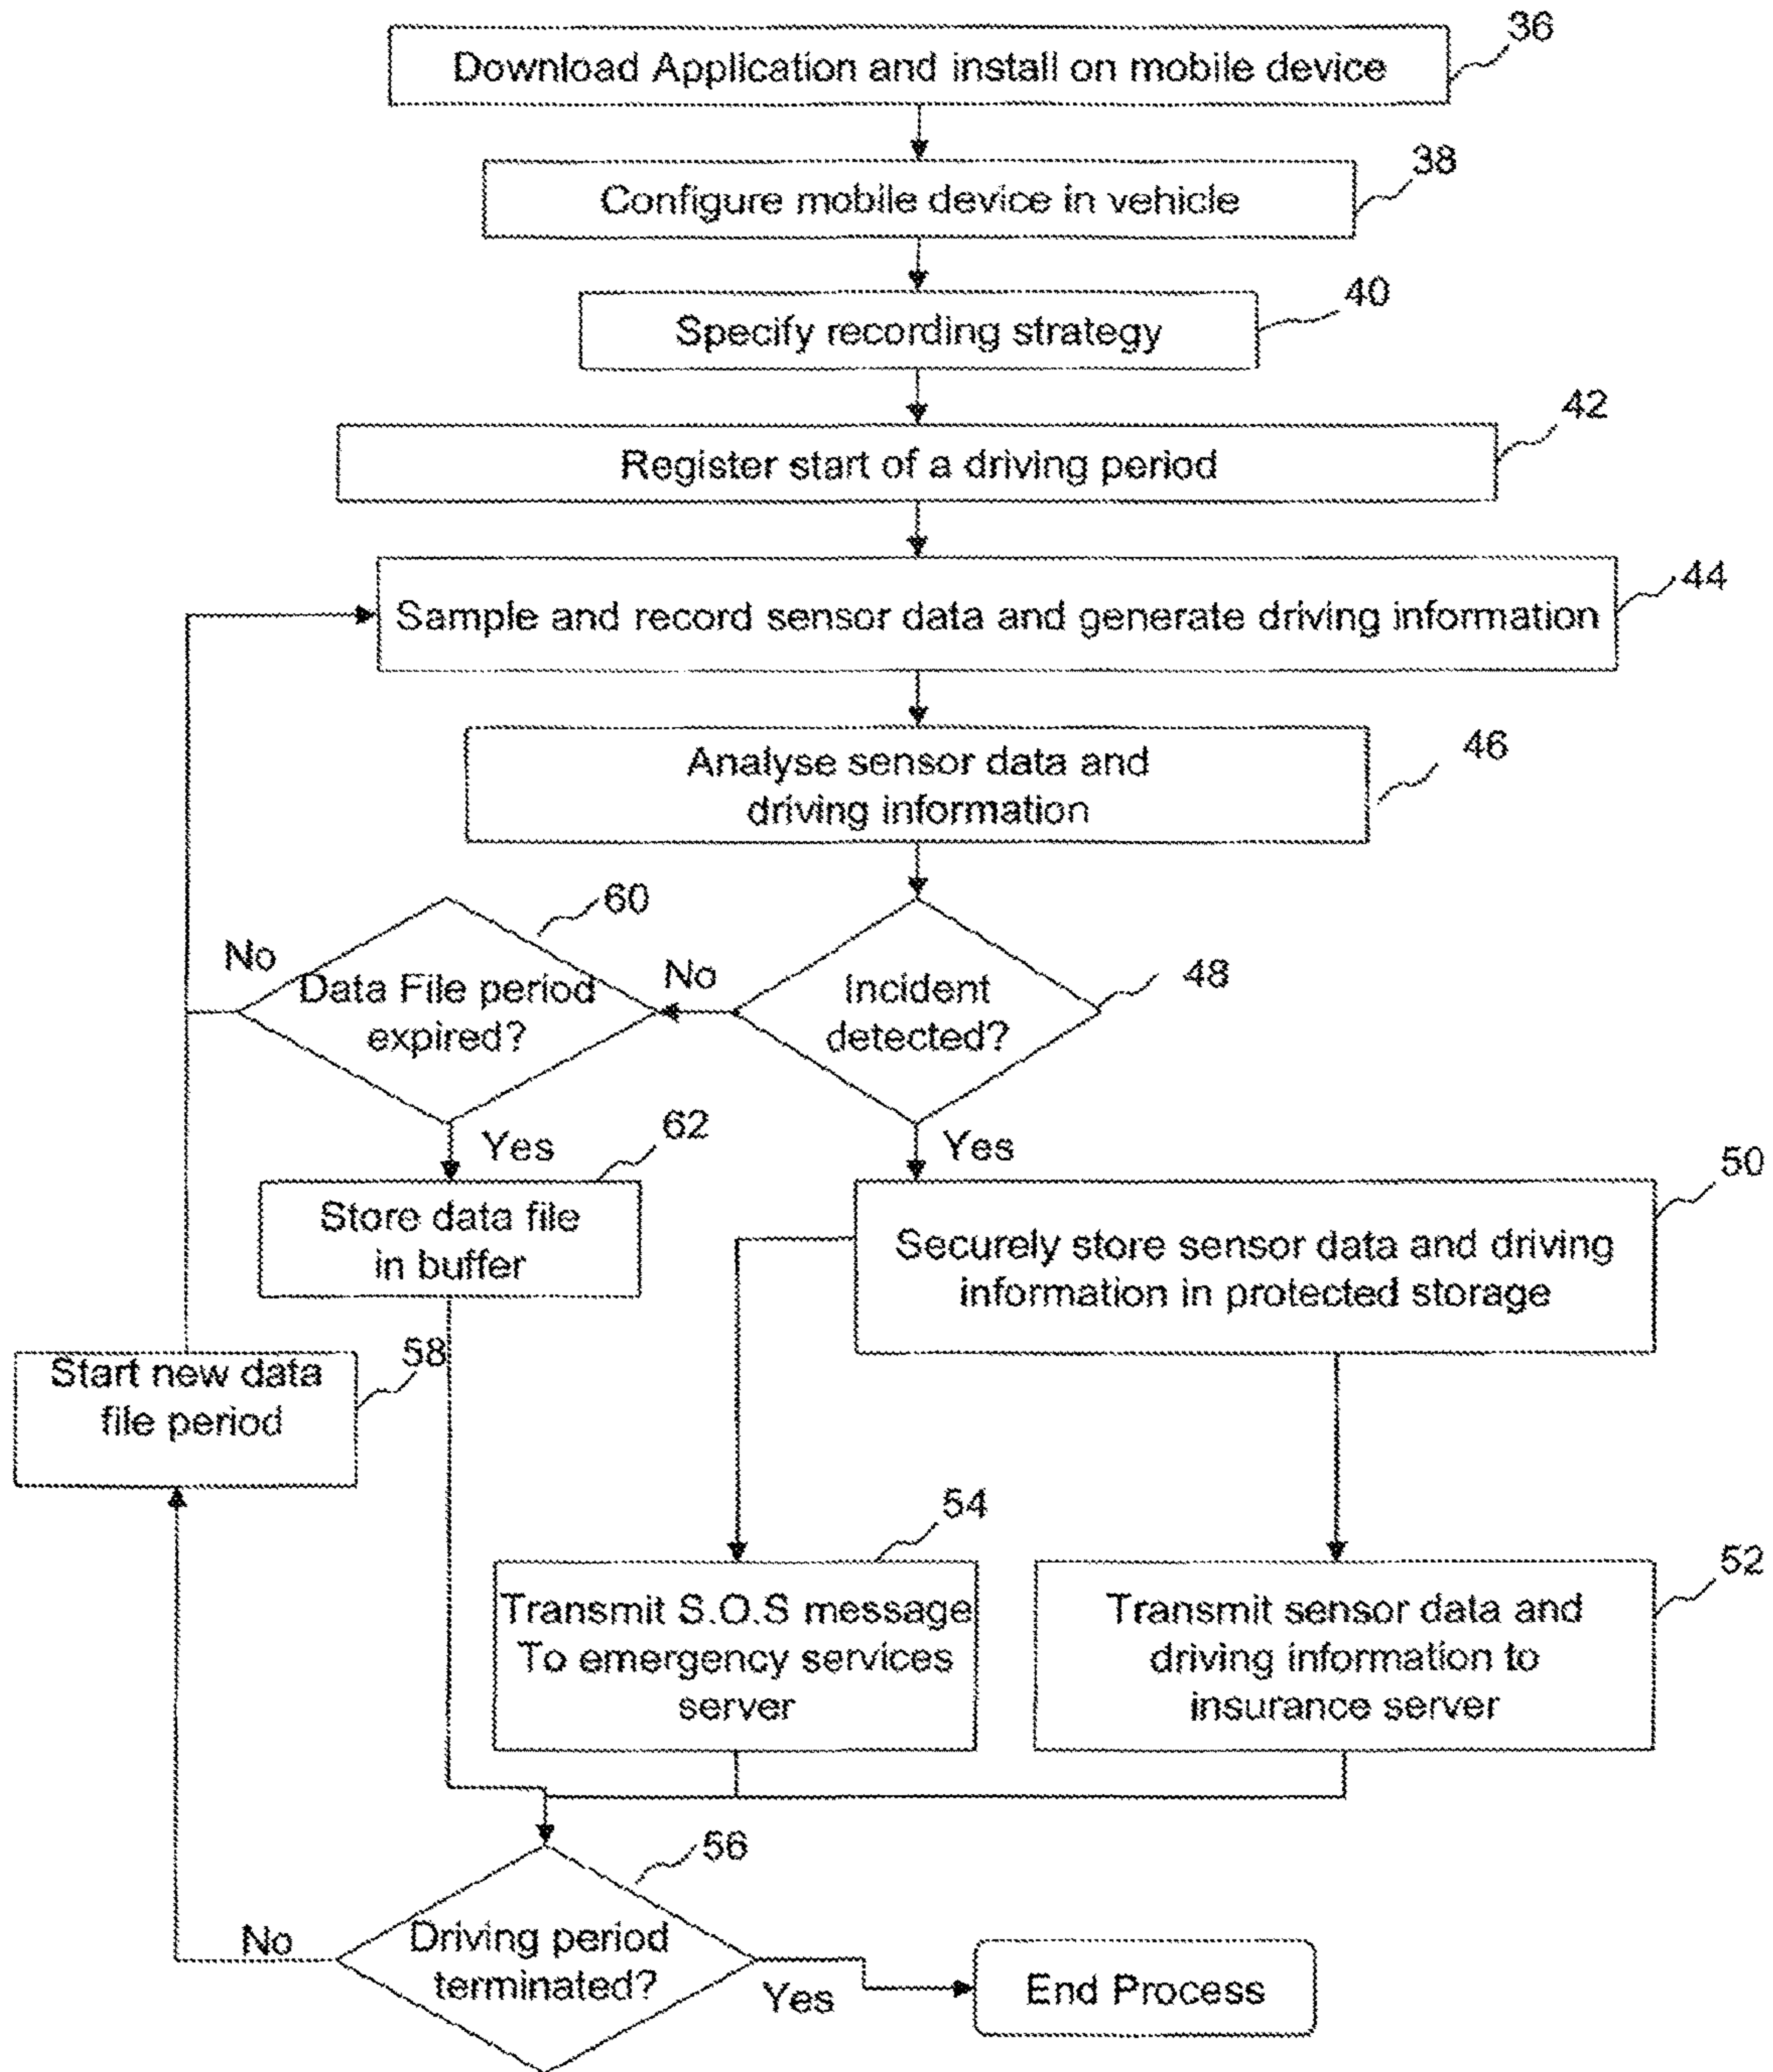 36
Download Application and install on mobile device
38
Configure mobile device in vehicle
40
Specify recording strategy
42
Register start of a driving period
44
Sample and record sensor data and generate driving information
46
Analyse sensor data and
driving information
60
No
Data File period
expired?
No
48
Incident
detected?
Yes
62
Yes
50
Store data file
in buffer
Securely store sensor data and driving
information in protected storage
58
Start new data
file period
54
52
Transmit S.O.S message
To emergency services
server
Transmit sensor data and
driving information to
insurance server
56
No
Driving period
terminated?
Yes
End Process